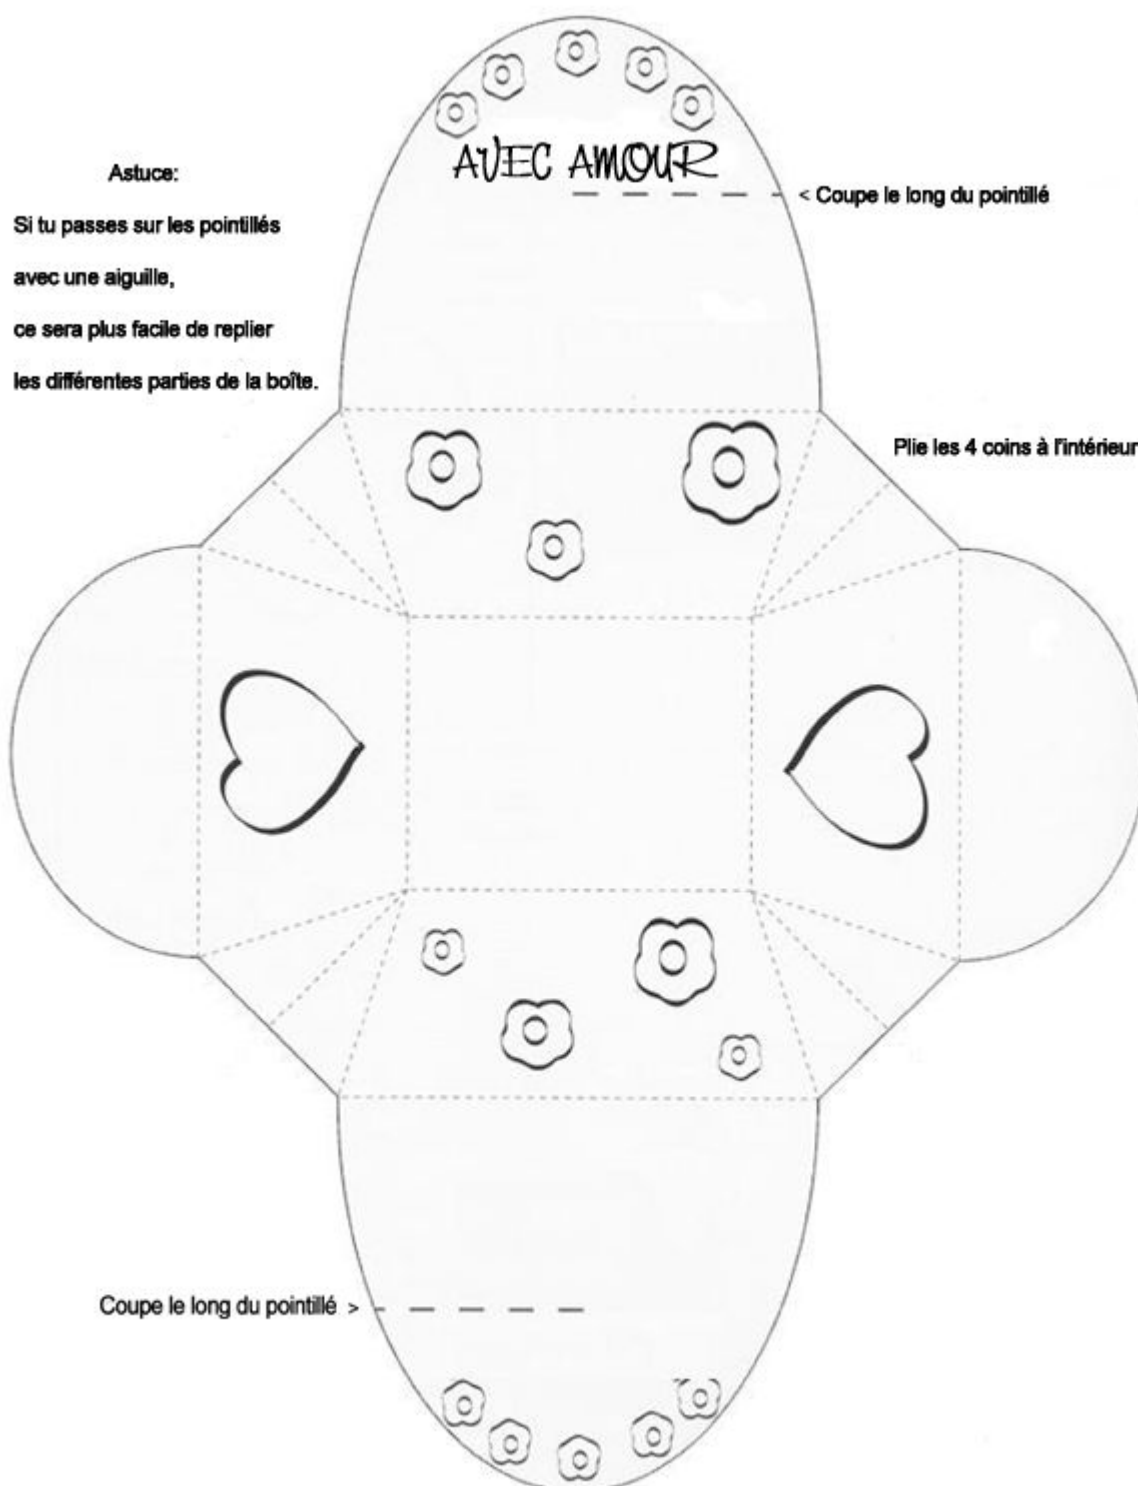 AVEC AMOUR
Astuce:
< Coupe le long du pointillé
Si tu passes sur les pointillés
avec une aiguille,
ce sera plus facile de replier
les différentes parties de la boîte.
Plie les 4 coins à l'intérieur
Coupe le long du pointillé >